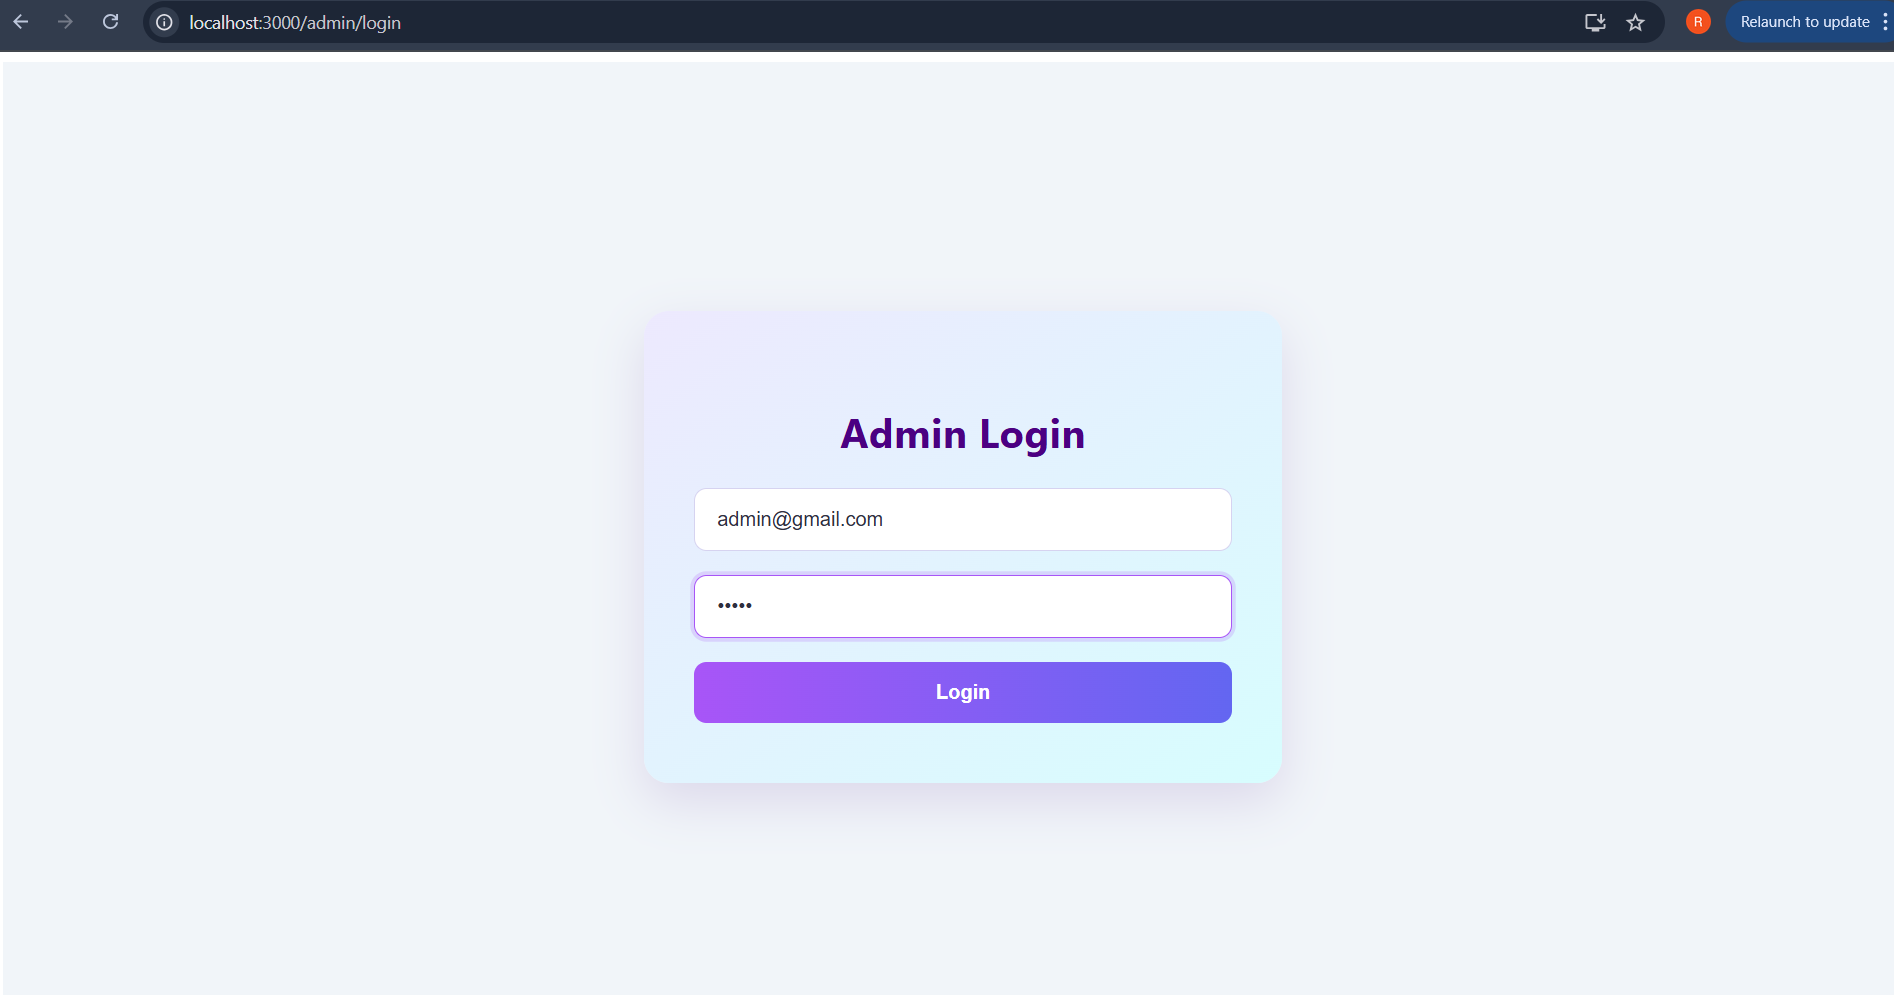 localhost:3000/admin/login
R
Relaunch to update
Admin Login
admin@gmail.com
•••••
Login